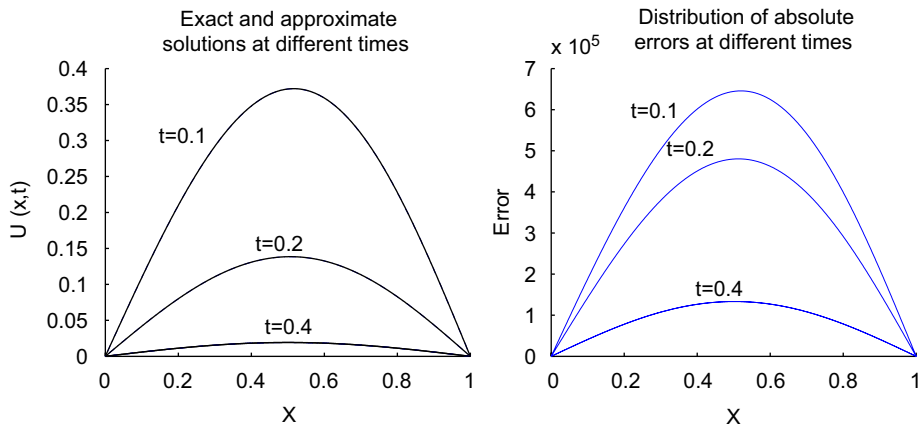 Exact and approximate
solutions at different times
0.4
0.35
0.3
0.25
0.2
0.15
0.1
0.05
0
U (x,t)
t=0.1
t=0.2
t=0.4
0 0.2 0.4 0.6 0.8 1
X
Distribution of absolute
errors at different times
x 10⁵
7
6
5
4
3
2
1
0
Error
t=0.1
t=0.2
t=0.4
0 0.2 0.4 0.6 0.8 1
X